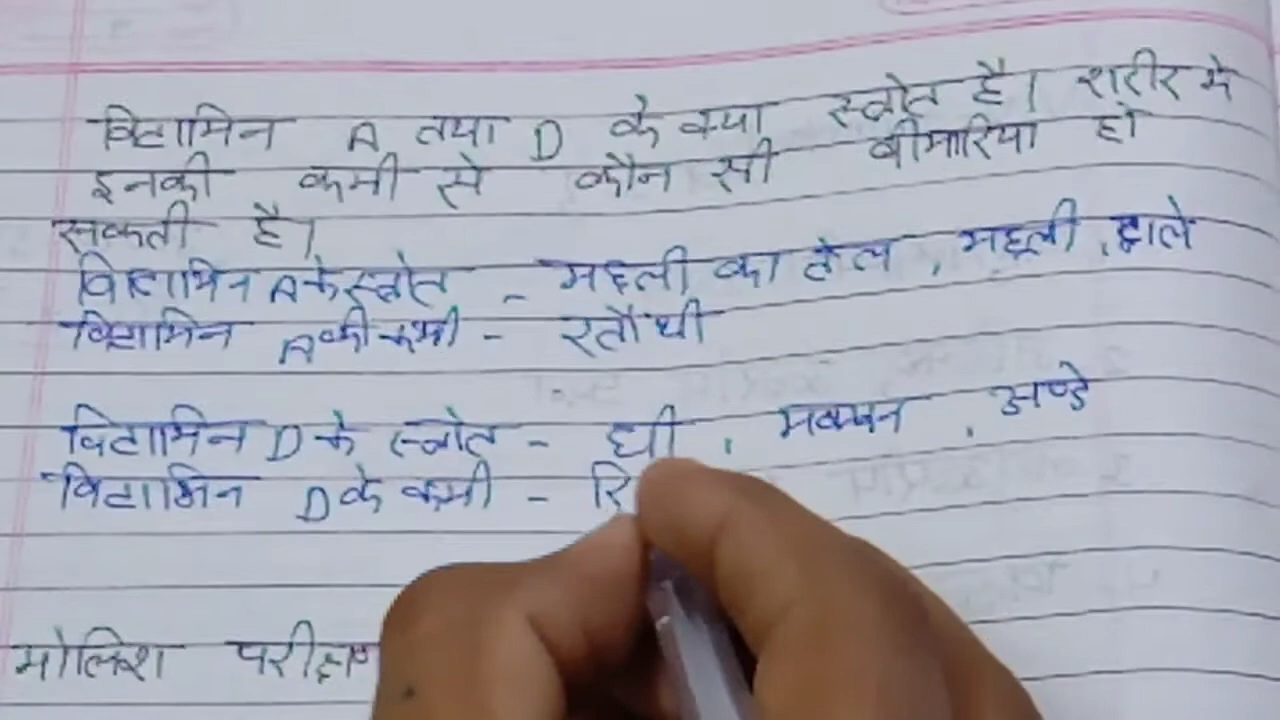 विटामिन A तथा D के क्या स्त्रोत है। शरीर मे
इनकी कमी से कौन सी बीमारिया हो
सकती है।
विटामिन A के स्त्रोत - मछली का तेल, मछली, दाले
विटामिन A की कमी - रतौधी
विटामिन D के स्त्रोत - घी, मक्खन, अण्डे
विटामिन D के कमी - रि
मोलिश परीक्षण